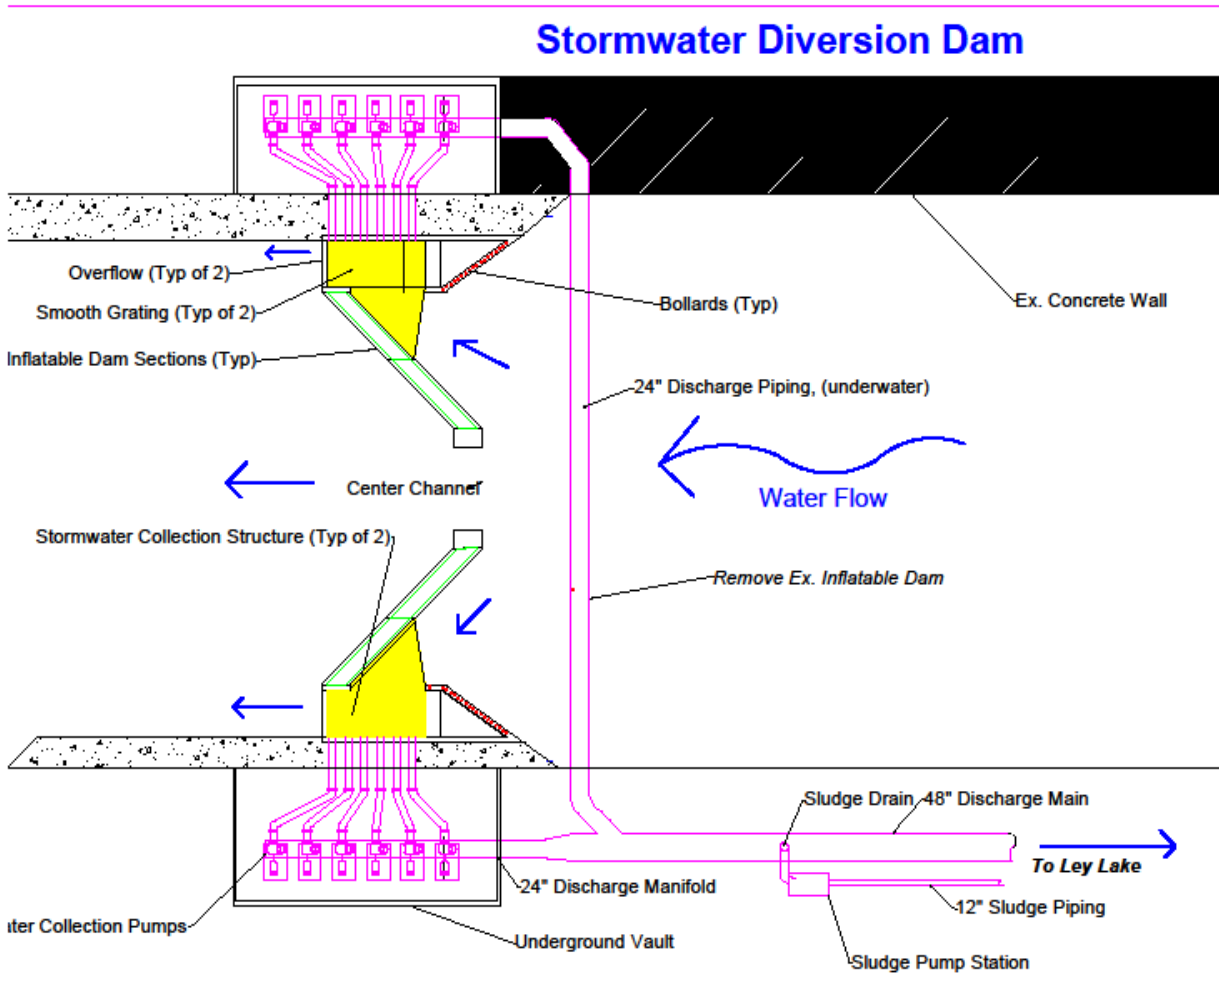 Stormwater Diversion Dam
Overflow (Typ of 2)
Smooth Grating (Typ of 2)
Inflatable Dam Sections (Typ)
Bollards (Typ)
Ex. Concrete Wall
24" Discharge Piping, (underwater)
Center Channel
Water Flow
Stormwater Collection Structure (Typ of 2)
Remove Ex. Inflatable Dam
Sludge Drain
48" Discharge Main
To Ley Lake
24" Discharge Manifold
12" Sludge Piping
ater Collection Pumps
Underground Vault
Sludge Pump Station